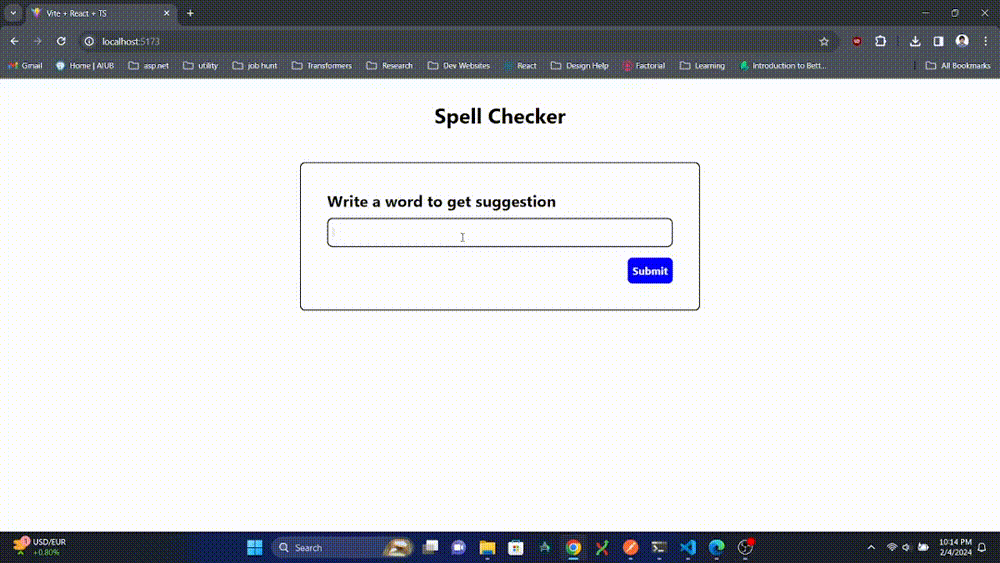 Vite + React + TS
localhost:5173
Gmail Home | AIUB asp.net utility job hunt Transformers Research Dev Websites React Design Help Factorial Learning Introduction to Bett... All Bookmarks
Spell Checker
Write a word to get suggestion
Submit
USD/EUR
+0.80%
Search
10:14 PM
2/4/2024